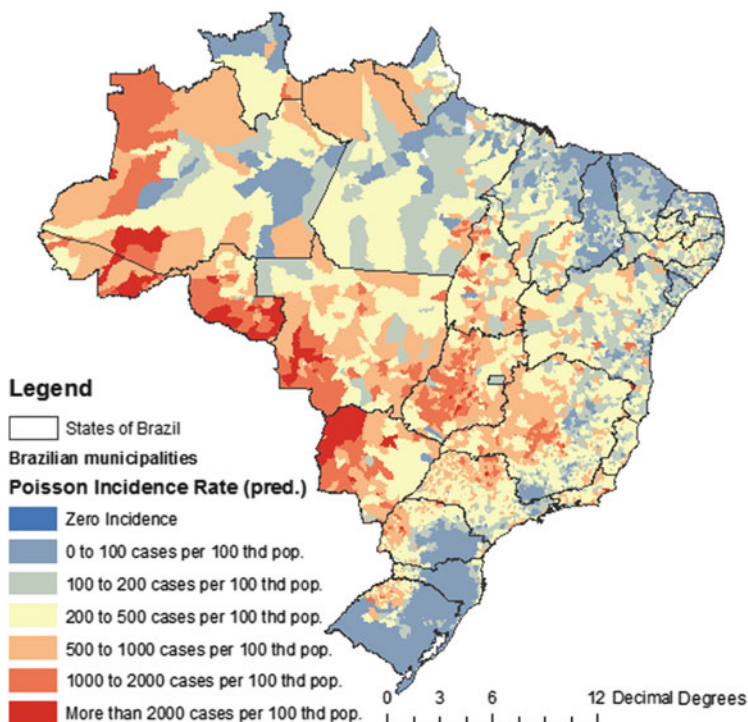 Legend
States of Brazil
Brazilian municipalities
Poisson Incidence Rate (pred.)
Zero Incidence
0 to 100 cases per 100 thd pop.
100 to 200 cases per 100 thd pop.
200 to 500 cases per 100 thd pop.
500 to 1000 cases per 100 thd pop.
1000 to 2000 cases per 100 thd pop.
More than 2000 cases per 100 thd pop.
0 3 6 12 Decimal Degrees